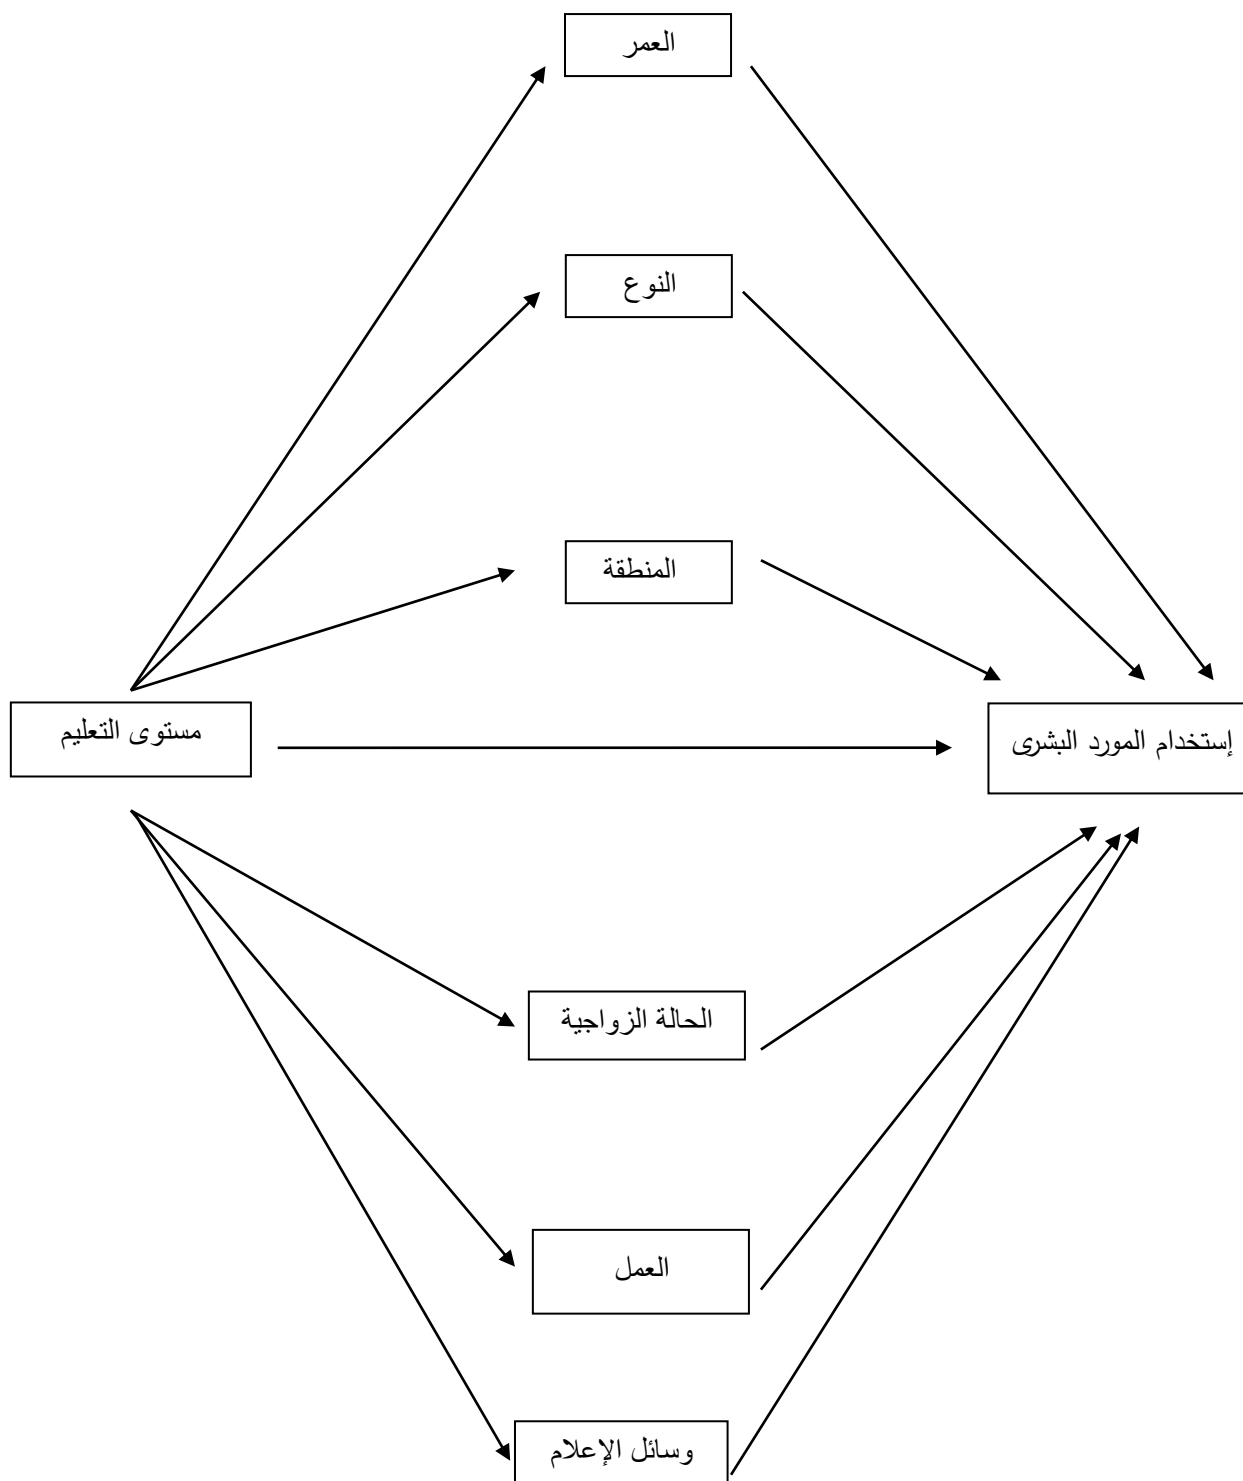 العمر
النوع
المنطقة
مستوى التعليم
إستخدام المورد البشرى
الحالة الزواجية
العمل
وسائل الإعلام